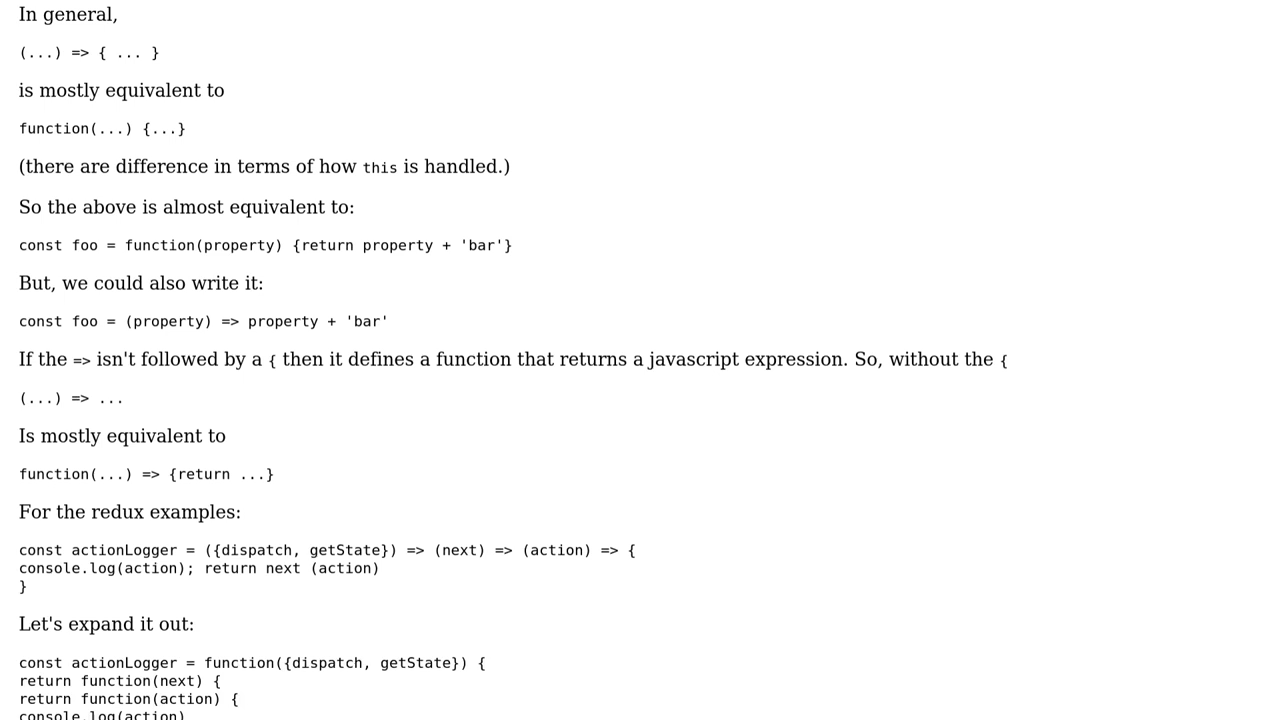 In general,
(...) => { ... }
is mostly equivalent to
function(...) {...}
(there are difference in terms of how this is handled.)
So the above is almost equivalent to:
const foo = function(property) {return property + 'bar'}
But, we could also write it:
const foo = (property) => property + 'bar'
If the => isn't followed by a { then it defines a function that returns a javascript expression. So, without the {
(...) => ...
Is mostly equivalent to
function(...) => {return ...}
For the redux examples:
const actionLogger = ({dispatch, getState}) => (next) => (action) => {
console.log(action); return next (action)
}
Let's expand it out:
const actionLogger = function({dispatch, getState}) {
return function(next) {
return function(action) {
console.log(action)